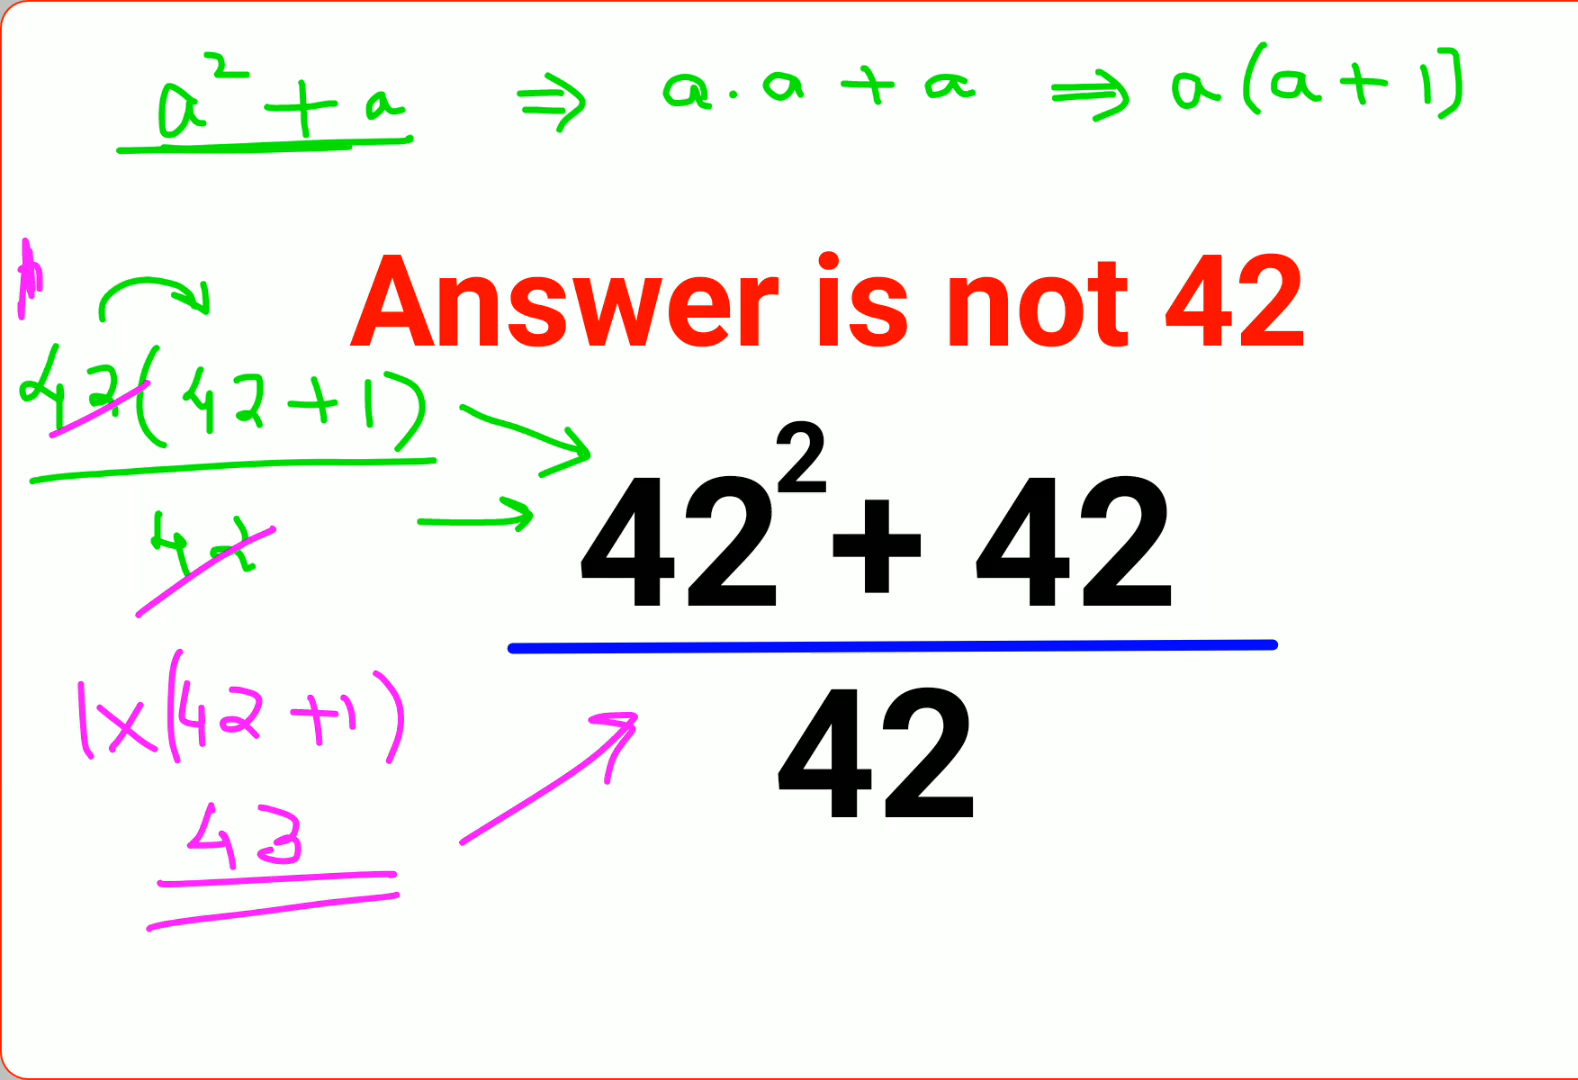 a² + a ⇒ a . a + a ⇒ a(a + 1)
Answer is not 42
42(42+1)
42
42² + 42
42
1×(42+1)
43